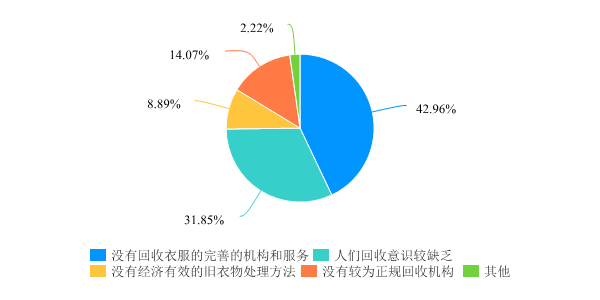 2.22%
14.07%
8.89%
42.96%
31.85%
没有回收衣服的完善的机构和服务 人们回收意识较缺乏
没有经济有效的旧衣物处理方法 没有较为正规回收机构 其他